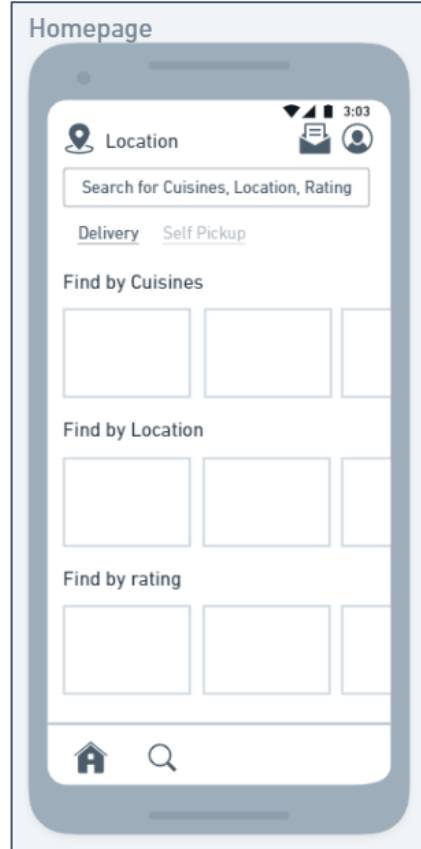 Homepage
3:03
Location
Search for Cuisines, Location, Rating
Delivery Self Pickup
Find by Cuisines
Find by Location
Find by rating